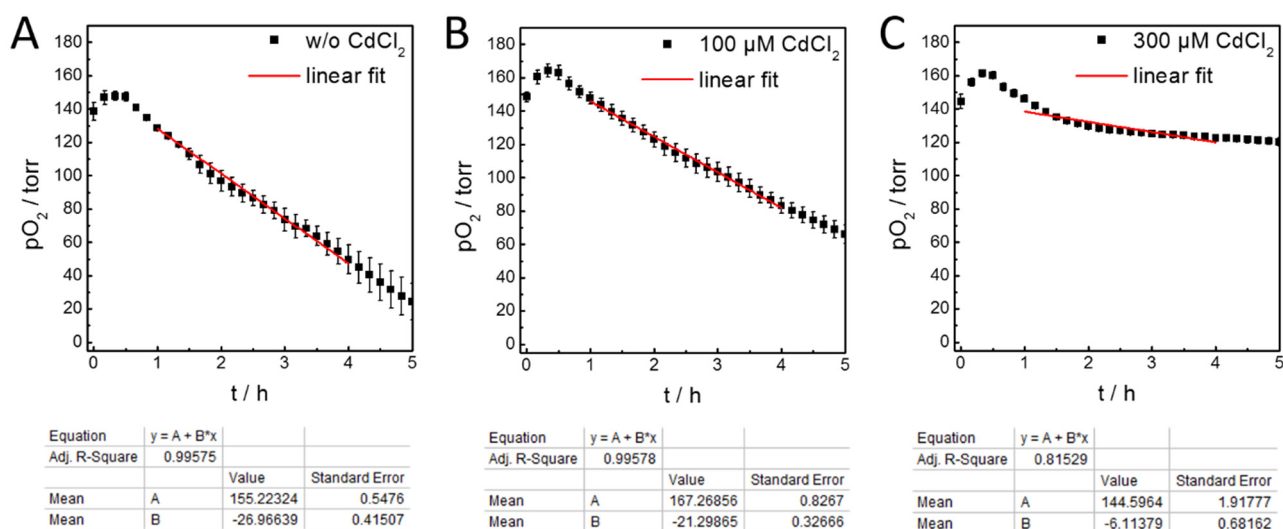 A
w/o CdCl2
linear fit
pO2 / torr
180
160
140
120
100
80
60
40
20
0
0 1 2 3 4 5
t / h
Equation y = A + B*x
Adj. R-Square 0.99575
Value Standard Error
Mean A 155.22324 0.5476
Mean B -26.96639 0.41507
B
100 µM CdCl2
linear fit
pO2 / torr
180
160
140
120
100
80
60
40
20
0
0 1 2 3 4 5
t / h
Equation y = A + B*x
Adj. R-Square 0.99578
Value Standard Error
Mean A 167.26856 0.8267
Mean B -21.29865 0.32666
C
300 µM CdCl2
linear fit
pO2 / torr
180
160
140
120
100
80
60
40
20
0
0 1 2 3 4 5
t / h
Equation y = A + B*x
Adj. R-Square 0.81529
Value Standard Error
Mean A 144.5964 1.91777
Mean B -6.11379 0.68162